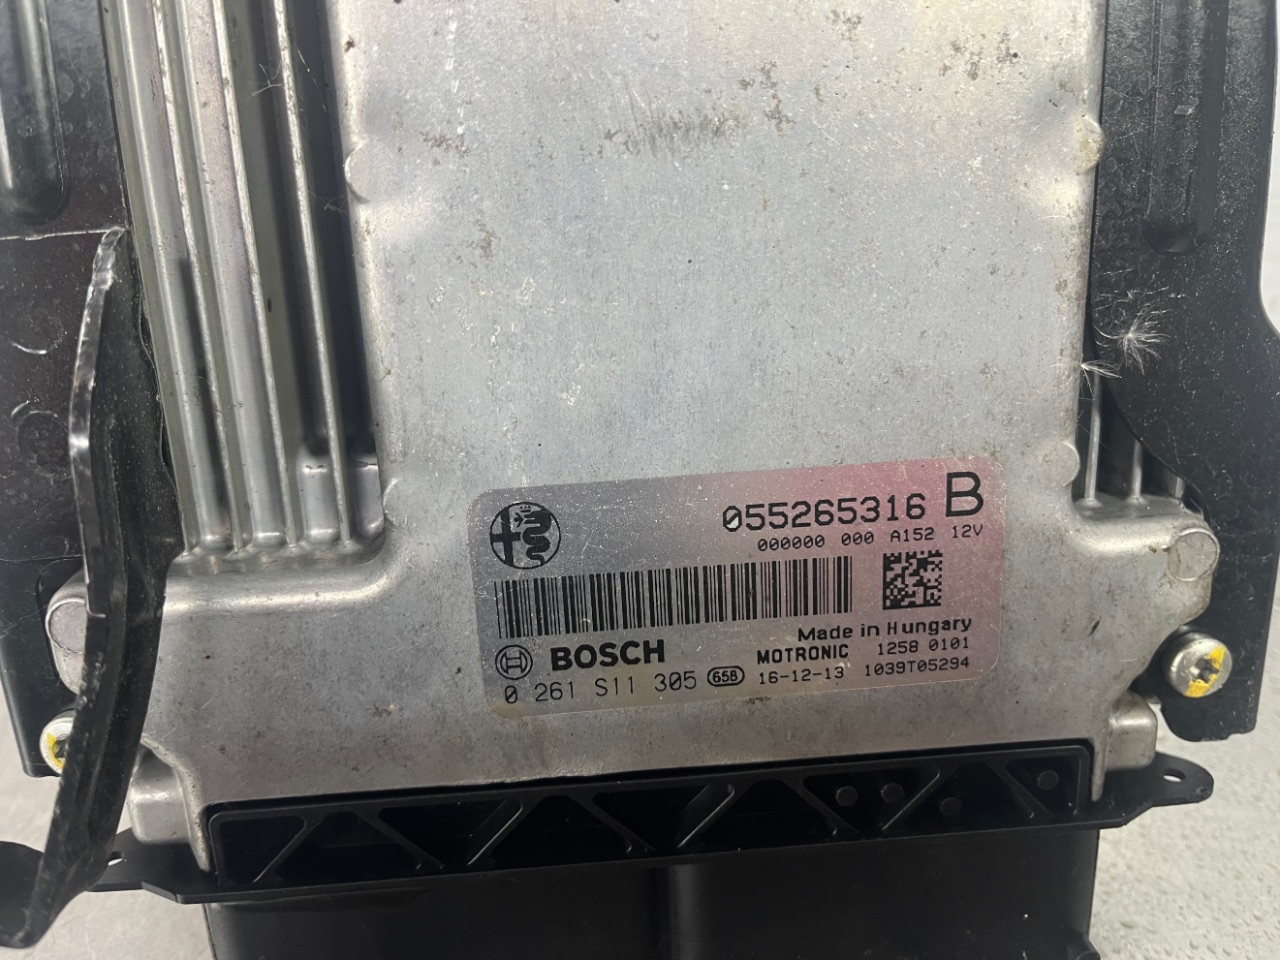 055265316 B
000000 000 A152 12V
Made in Hungary
BOSCH MOTRONIC 1258 0101
0 261 S11 305 65B 16-12-13 1039T05294